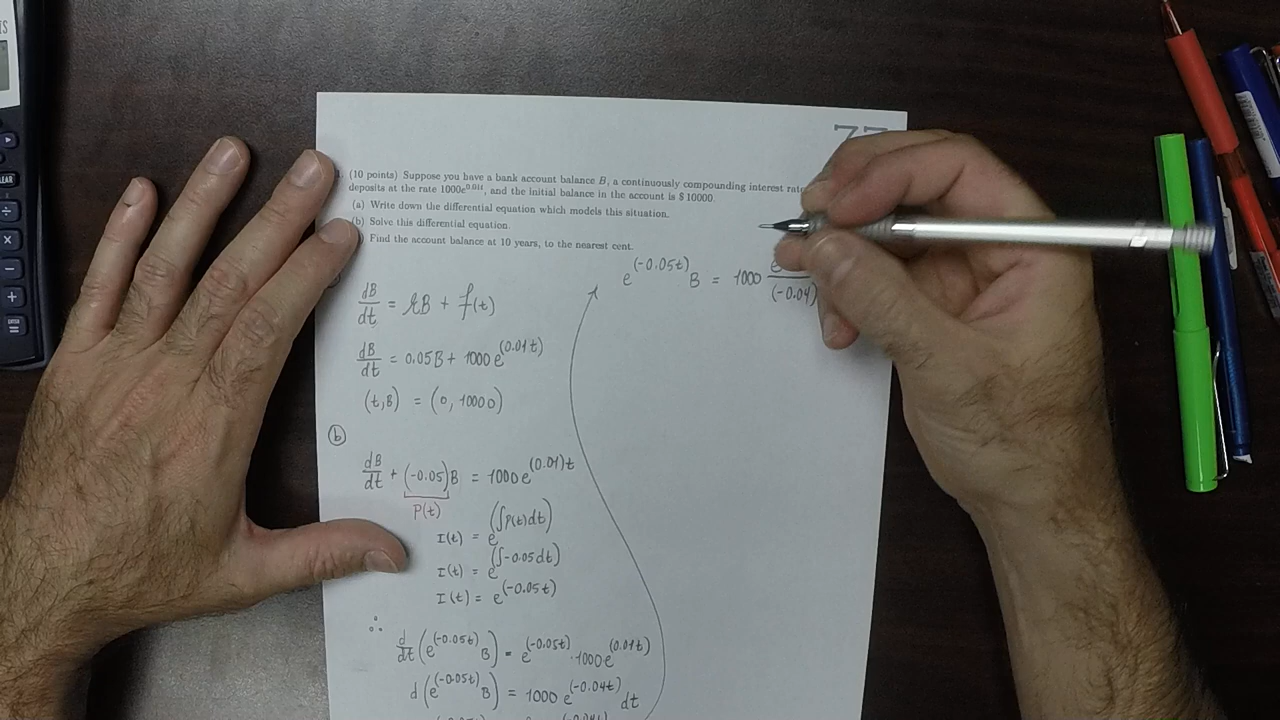 77
1. (10 points) Suppose you have a bank account balance B, a continuously compounding interest rate
deposits at the rate 1000e^0.01t, and the initial balance in the account is $ 10000.
(a) Write down the differential equation which models this situation.
(b) Solve this differential equation.
Find the account balance at 10 years, to the nearest cent.
dB/dt = rB + f(t)
dB/dt = 0.05B + 1000e^(0.01t)
(t,B) = (0, 10000)
b
dB/dt + (-0.05)B = 1000e^(0.01)t
P(t)
I(t) = e^(∫P(t)dt)
I(t) = e^(∫-0.05dt)
I(t) = e^(-0.05t)
∴ d/dt(e^(-0.05t) B) = e^(-0.05t) · 1000e^(0.01t)
d(e^(-0.05t) B) = 1000 e^(-0.04t) dt
e^(-0.05t) B = 1000 e/(-0.04)